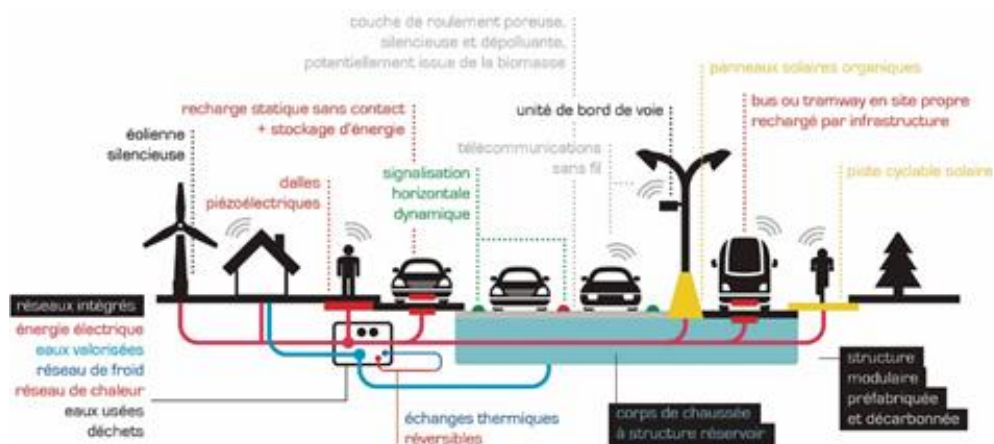 couche de roulement poreuse,
silencieuse et dépolluante,
potentiellement issue de la biomasse
panneaux solaires organiques
recharge statique sans contact
+ stockage d'énergie
unité de bord de voie
bus ou tramway en site propre
rechargé par infrastructure
éolienne
silencieuse
télécommunications
sans fil
dalles
piézoélectriques
signalisation
horizontale
dynamique
piste cyclable solaire
réseaux intégrés
énergie électrique
eaux valorisées
réseau de froid
réseau de chaleur
eaux usées
déchets
échanges thermiques
réversibles
corps de chaussée
à structure réservoir
structure
modulaire
préfabriquée
et décarbonnée